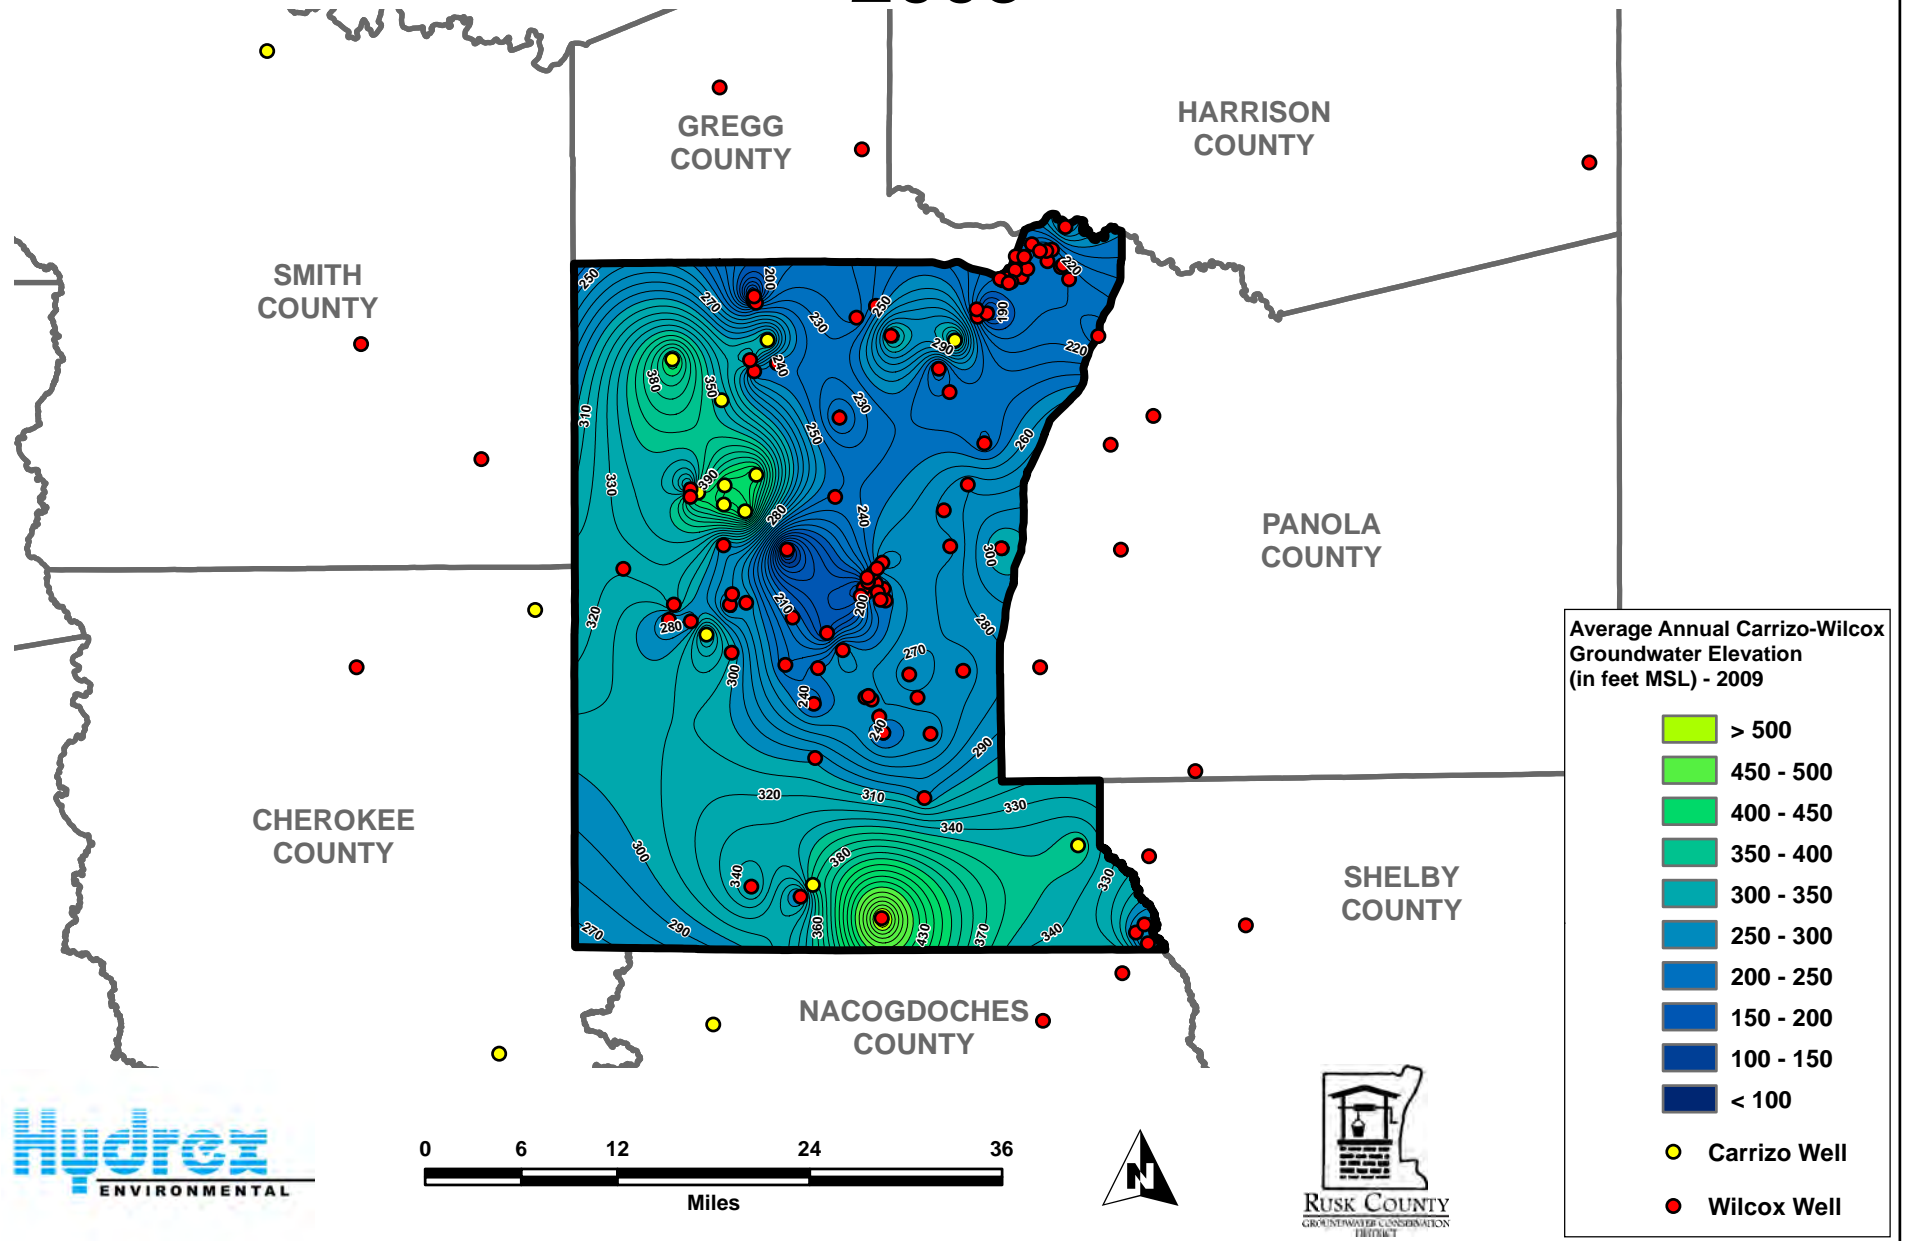 GREGG
COUNTY
HARRISON
COUNTY
SMITH
COUNTY
PANOLA
COUNTY
CHEROKEE
COUNTY
SHELBY
COUNTY
NACOGDOCHES
COUNTY
250
270
200
230
250
190
220
290
220
240
380
350
310
230
250
260
330
390
280
240
300
210
200
320
280
280
270
300
240
240
290
320
310
330
340
300
380
340
330
270
290
360
430
370
340
Average Annual Carrizo-Wilcox
Groundwater Elevation
(in feet MSL) - 2009
> 500
450 - 500
400 - 450
350 - 400
300 - 350
250 - 300
200 - 250
150 - 200
100 - 150
< 100
Carrizo Well
Wilcox Well
Hydrex
ENVIRONMENTAL
0 6 12 24 36
Miles
N
RUSK COUNTY
GROUNDWATER CONSERVATION
DISTRICT